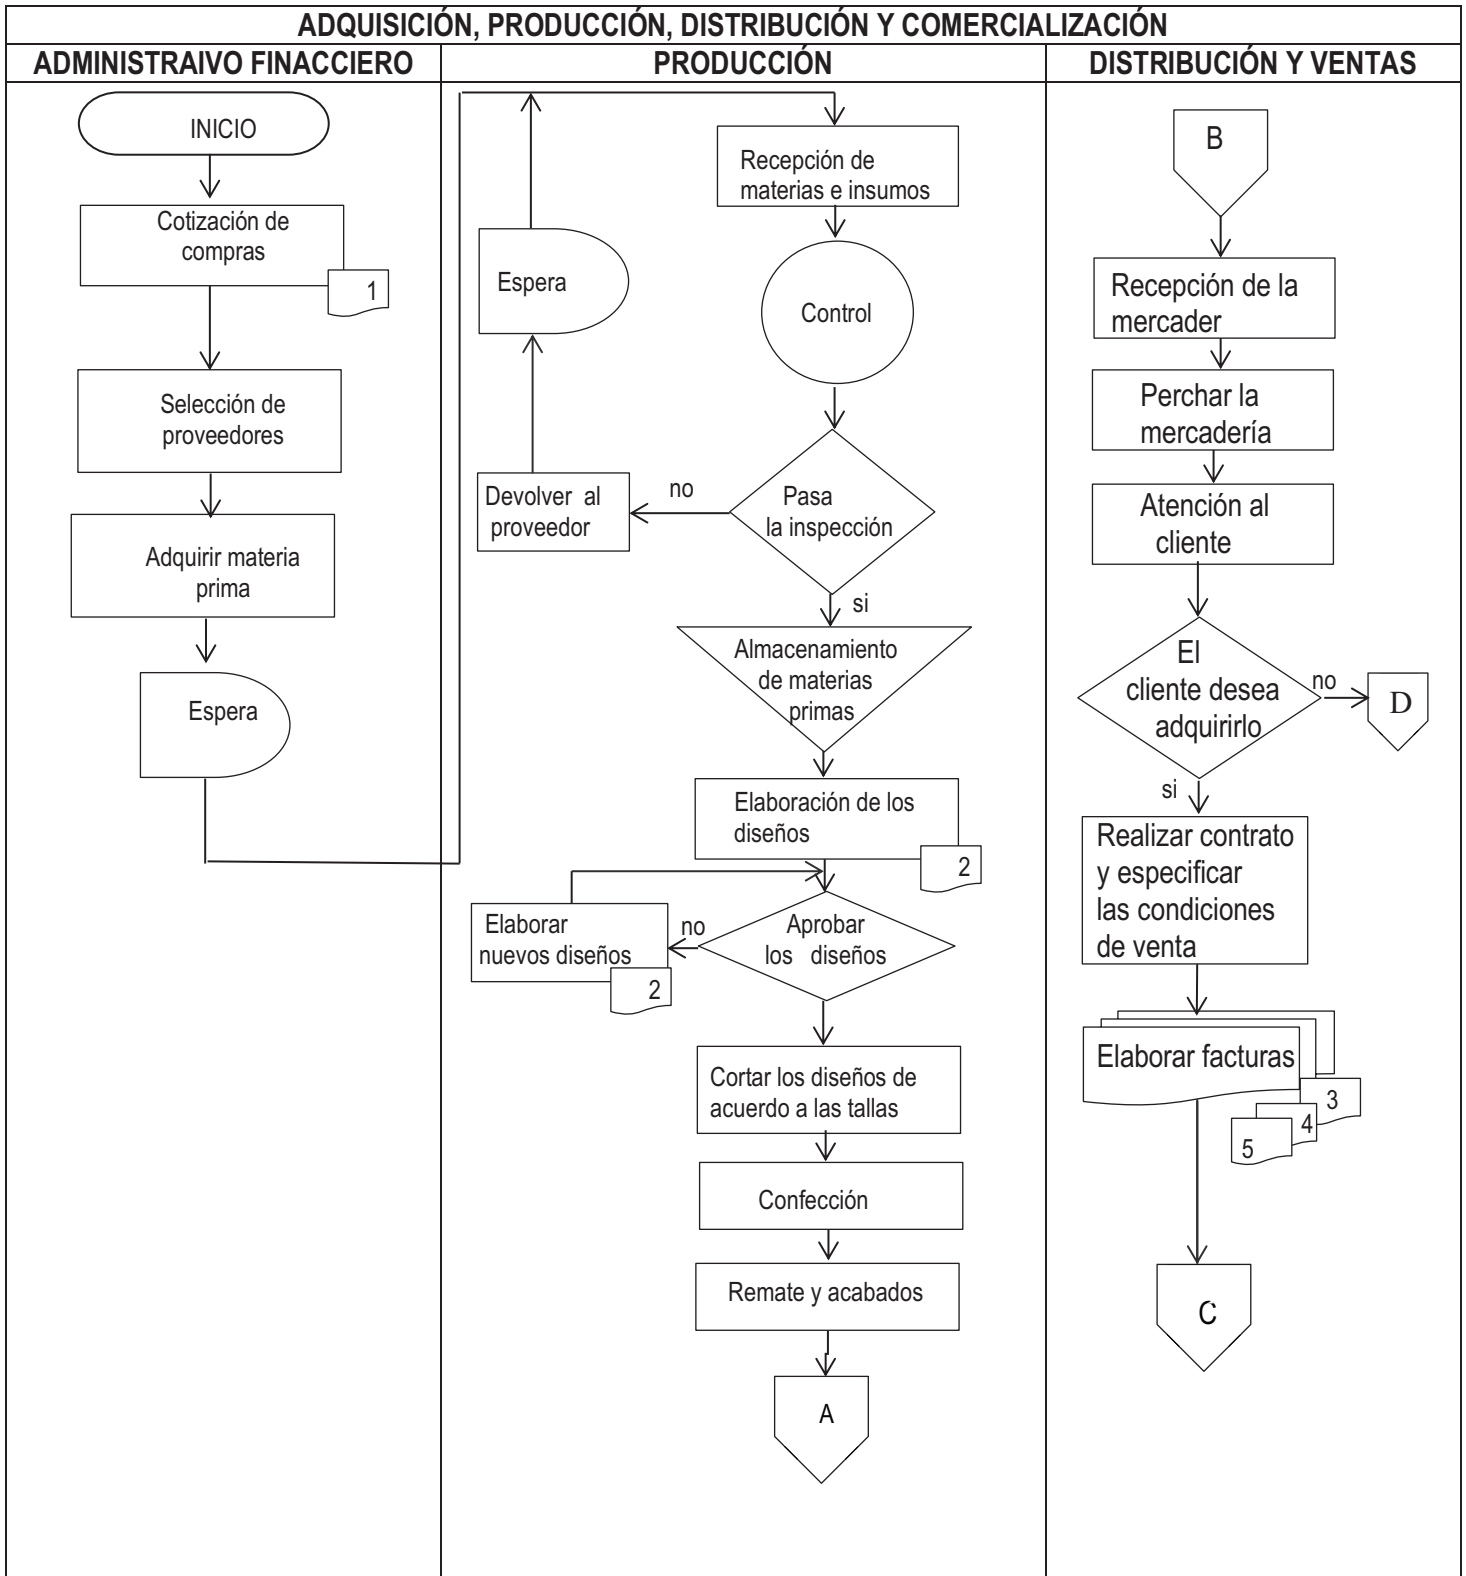 ADQUISICIÓN, PRODUCCIÓN, DISTRIBUCIÓN Y COMERCIALIZACIÓN
ADMINISTRAIVO FINACCIERO
PRODUCCIÓN
DISTRIBUCIÓN Y VENTAS
INICIO
Cotización de
compras
1
Selección de
proveedores
Adquirir materia
prima
Espera
Recepción de
materias e insumos
Espera
Control
Devolver al
proveedor
no
Pasa
la inspección
si
Almacenamiento
de materias
primas
Elaboración de los
diseños
2
Elaborar
nuevos diseños
2
no
Aprobar
los diseños
Cortar los diseños de
acuerdo a las tallas
Confección
Remate y acabados
A
B
Recepción de la
mercader
Perchar la
mercadería
Atención al
cliente
El
cliente desea
adquirirlo
no
D
si
Realizar contrato
y especificar
las condiciones
de venta
Elaborar facturas
3
4
5
C